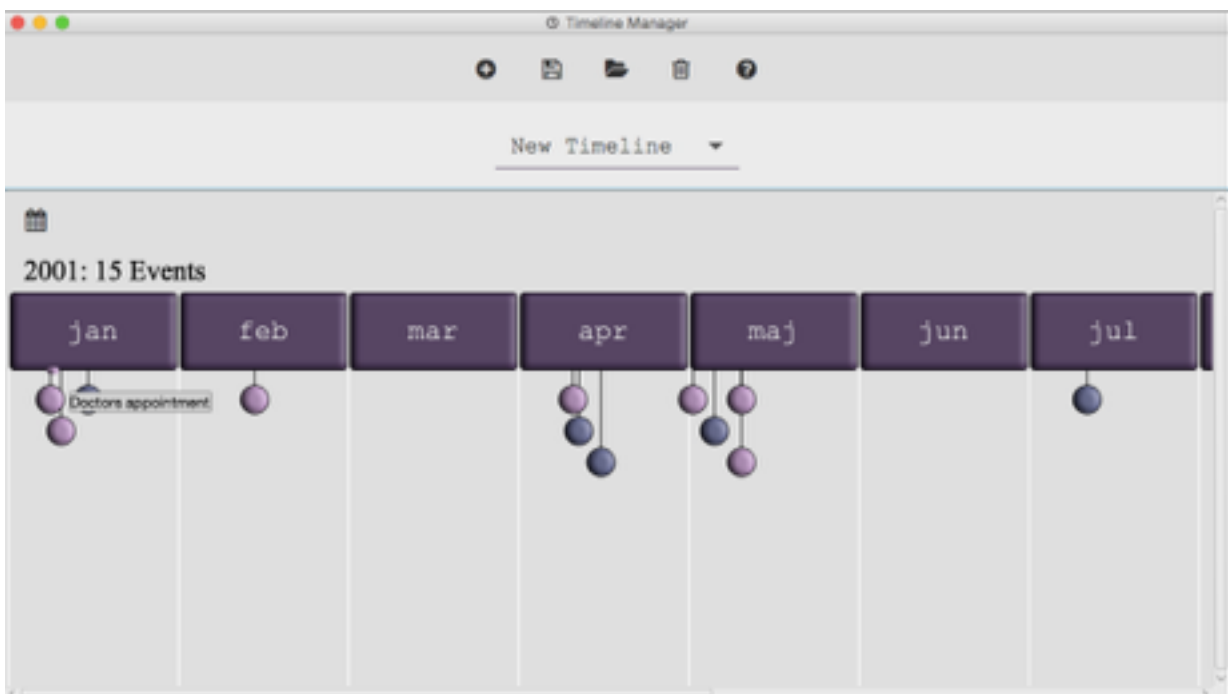 Timeline Manager
New Timeline
2001: 15 Events
jan feb mar apr maj jun jul
Doctors appointment